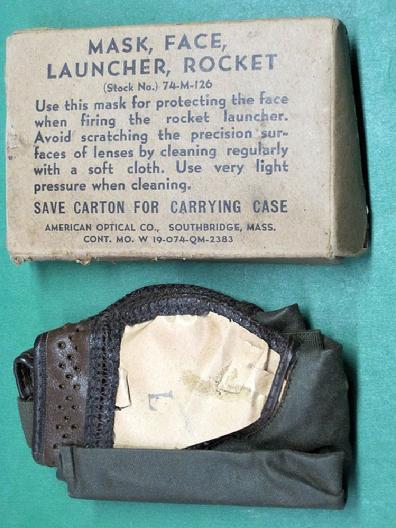 MASK, FACE,
LAUNCHER, ROCKET
(Stock No.) 74-M-126
Use this mask for protecting the face
when firing the rocket launcher.
Avoid scratching the precision sur-
faces of lenses by cleaning regularly
with a soft cloth. Use very light
pressure when cleaning.
SAVE CARTON FOR CARRYING CASE
AMERICAN OPTICAL CO., SOUTHBRIDGE, MASS.
CONT. MO. W 19-074-QM-2383
L